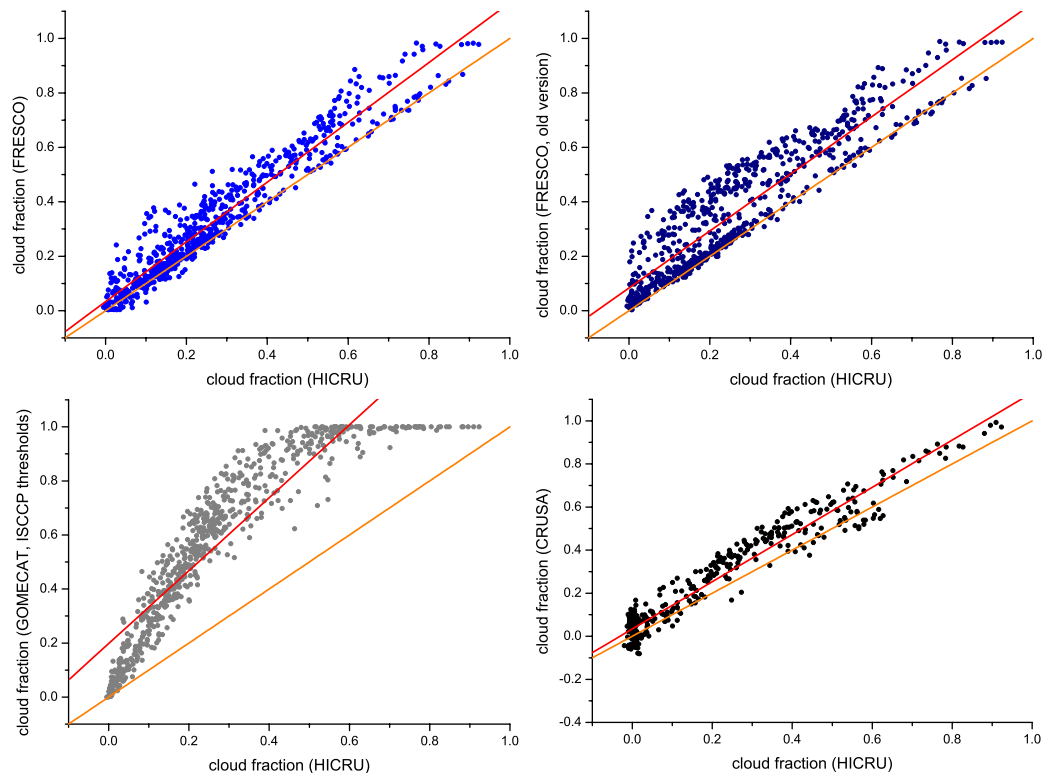 cloud fraction (FRESCO)
1.0
0.8
0.6
0.4
0.2
0.0
0.0 0.2 0.4 0.6 0.8 1.0
cloud fraction (HICRU)
cloud fraction (FRESCO, old version)
1.0
0.8
0.6
0.4
0.2
0.0
0.0 0.2 0.4 0.6 0.8 1.0
cloud fraction (HICRU)
cloud fraction (GOMECAT, ISCCP thresholds)
1.0
0.8
0.6
0.4
0.2
0.0
0.0 0.2 0.4 0.6 0.8 1.0
cloud fraction (HICRU)
cloud fraction (CRUSA)
1.0
0.8
0.6
0.4
0.2
0.0
-0.4
0.0 0.2 0.4 0.6 0.8 1.0
cloud fraction (HICRU)